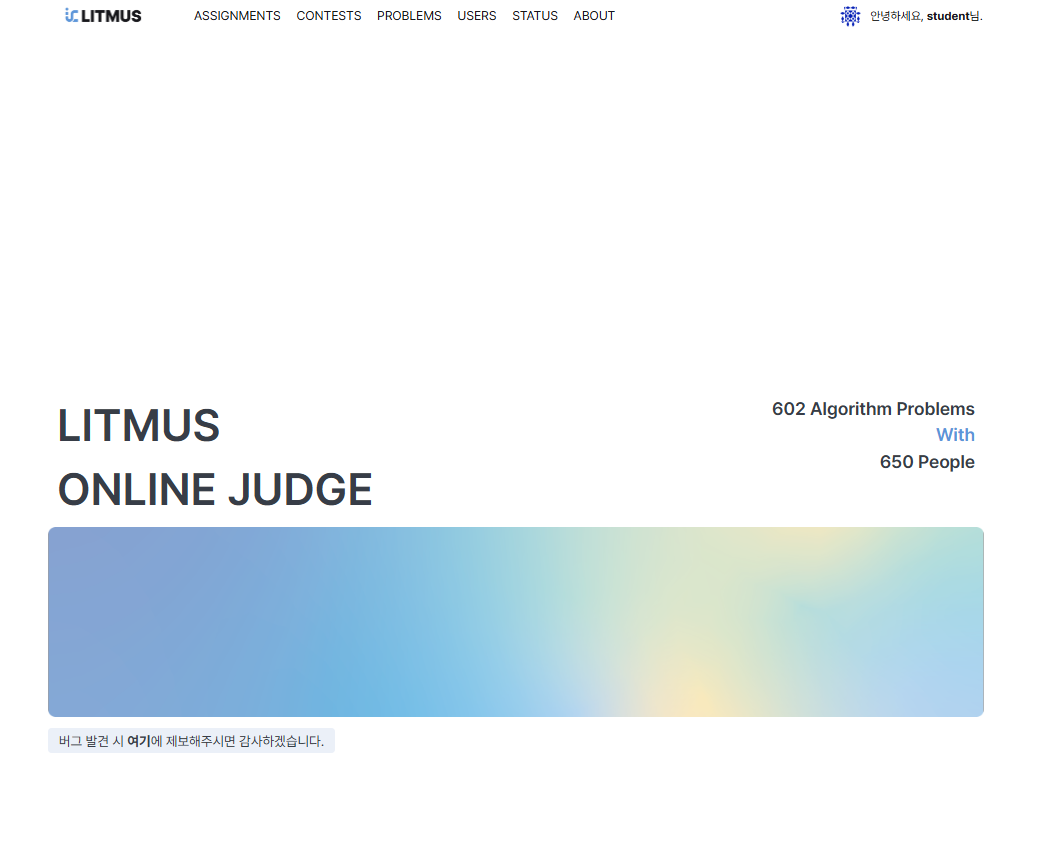 LITMUS ASSIGNMENTS CONTESTS PROBLEMS USERS STATUS ABOUT 안녕하세요, student님.
LITMUS
ONLINE JUDGE
602 Algorithm Problems
With
650 People
버그 발견 시 여기에 제보해주시면 감사하겠습니다.